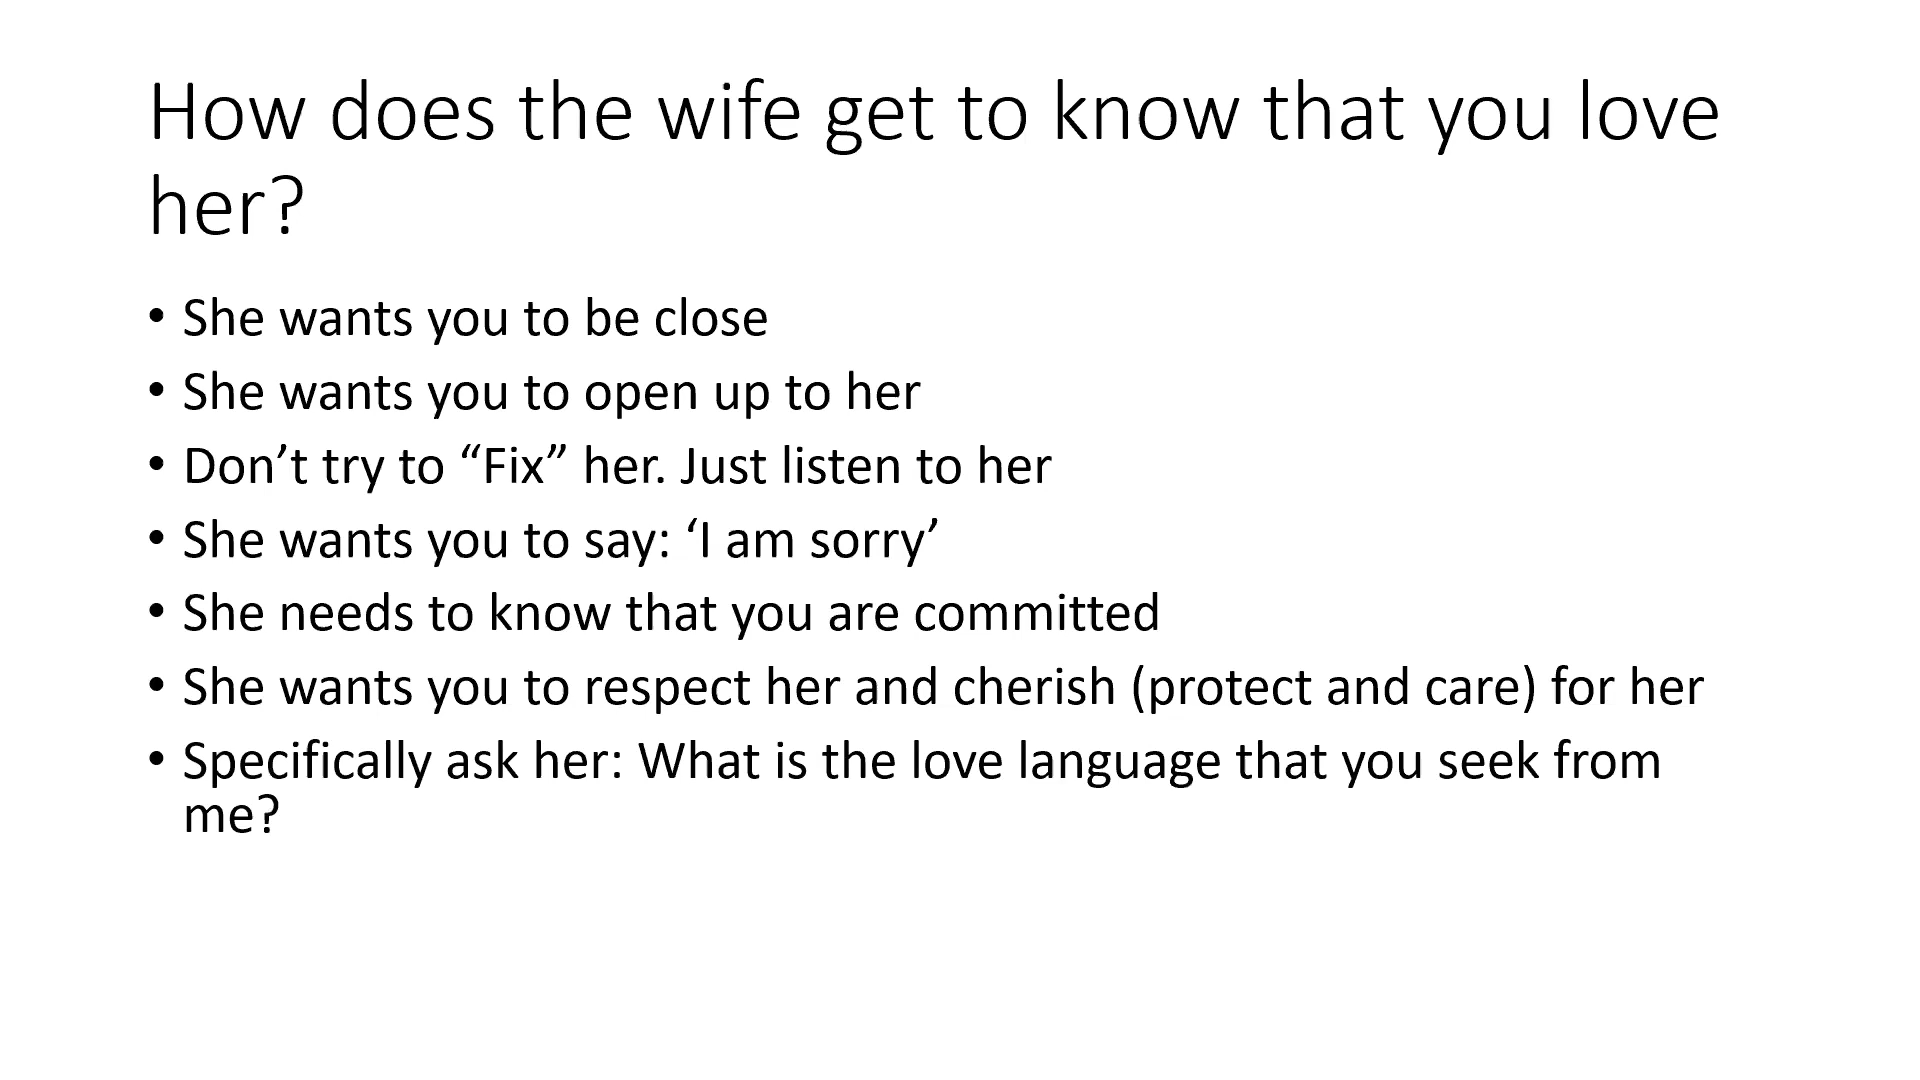 How does the wife get to know that you love
her?
• She wants you to be close
• She wants you to open up to her
• Don’t try to “Fix” her. Just listen to her
• She wants you to say: ‘I am sorry’
• She needs to know that you are committed
• She wants you to respect her and cherish (protect and care) for her
• Specifically ask her: What is the love language that you seek from
me?